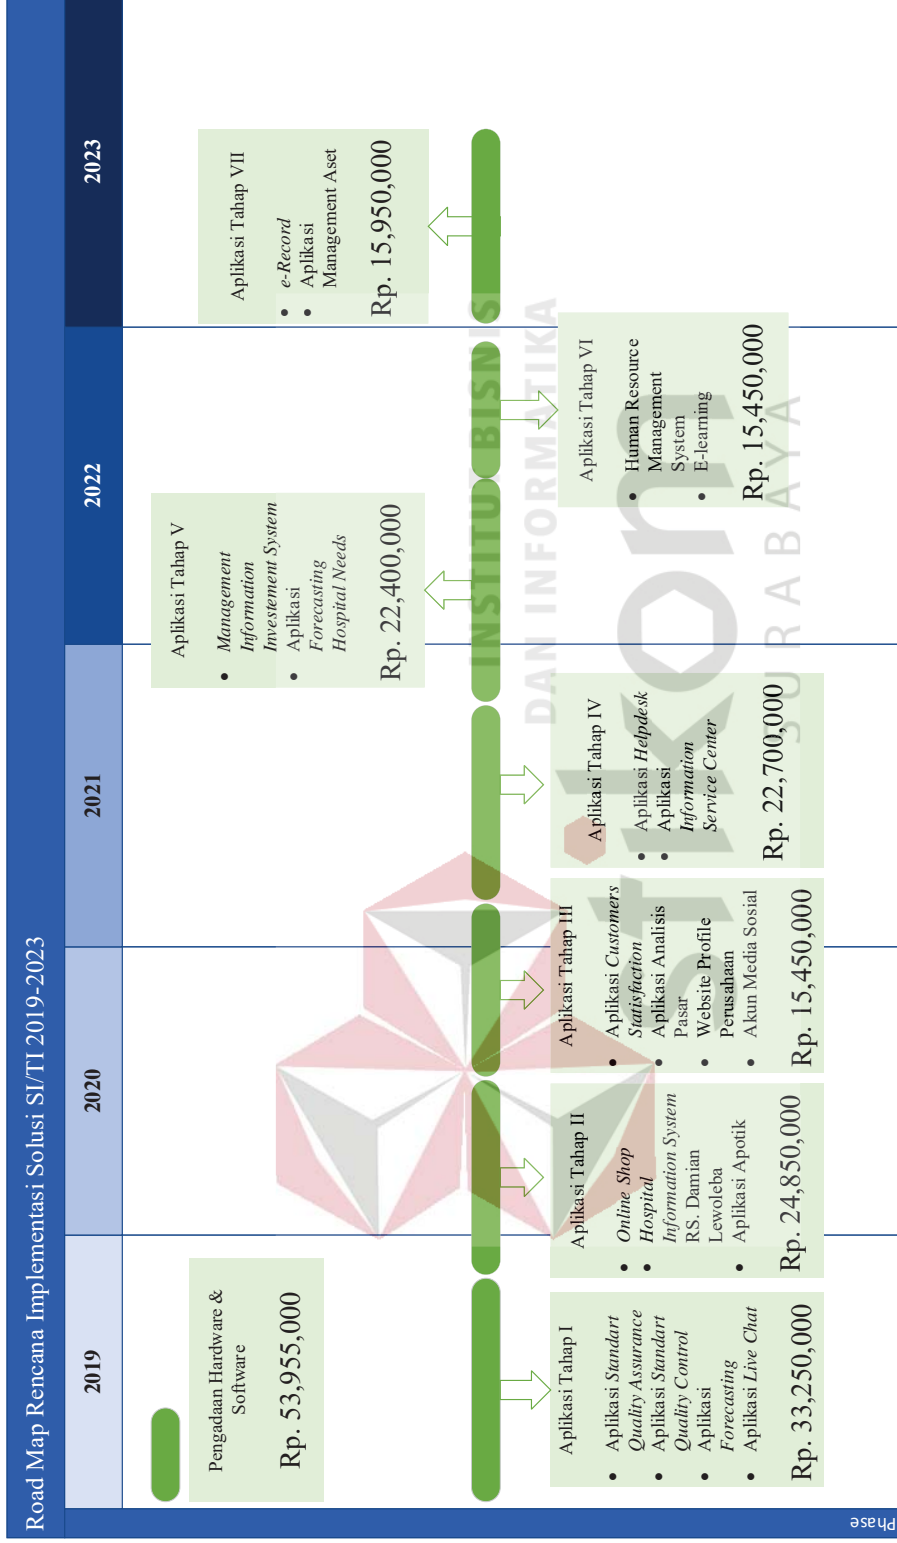 Road Map Rencana Implementasi Solusi SI/TI 2019-2023
2019
2020
2021
2022
2023
Phase
Pengadaan Hardware &
Software
Rp. 53,955,000
Aplikasi Tahap I
• Aplikasi Standart
Quality Assurance
• Aplikasi Standart
Quality Control
• Aplikasi
Forecasting
• Aplikasi Live Chat
Rp. 33,250,000
Aplikasi Tahap II
• Online Shop
• Hospital
Information System
RS. Damian
Lewoleba
• Aplikasi Apotik
Rp. 24,850,000
Aplikasi Tahap III
• Aplikasi Customers
Statisfaction
• Aplikasi Analisis
Pasar
• Website Profile
Perusahaan
• Akun Media Sosial
Rp. 15,450,000
Aplikasi Tahap IV
• Aplikasi Helpdesk
• Aplikasi
Information
Service Center
Rp. 22,700,000
Aplikasi Tahap V
• Management
Information
Investement System
• Aplikasi
Forecasting
Hospital Needs
Rp. 22,400,000
Aplikasi Tahap VI
• Human Resource
Management
System
• E-learning
Rp. 15,450,000
Aplikasi Tahap VII
• e-Record
• Aplikasi
Management Aset
Rp. 15,950,000
INSTITUT BISNIS
DAN INFORMATIKA
stikom
SURABAYA